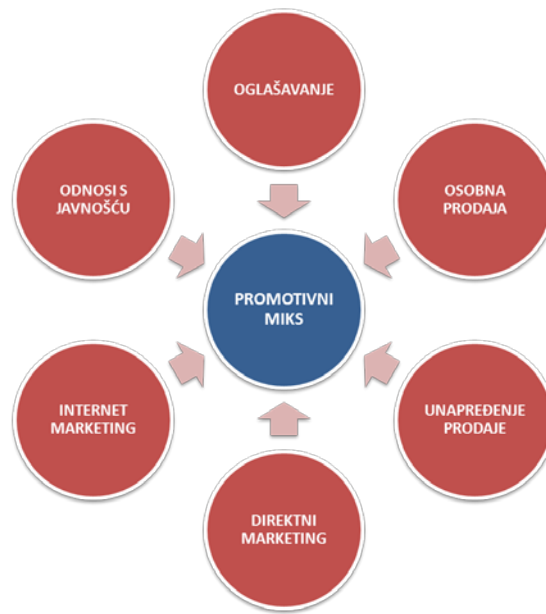 OGLAŠAVANJE
ODNOSI S
JAVNOŠĆU
OSOBNA
PRODAJA
PROMOTIVNI
MIKS
INTERNET
MARKETING
UNAPREĐENJE
PRODAJE
DIREKTNI
MARKETING